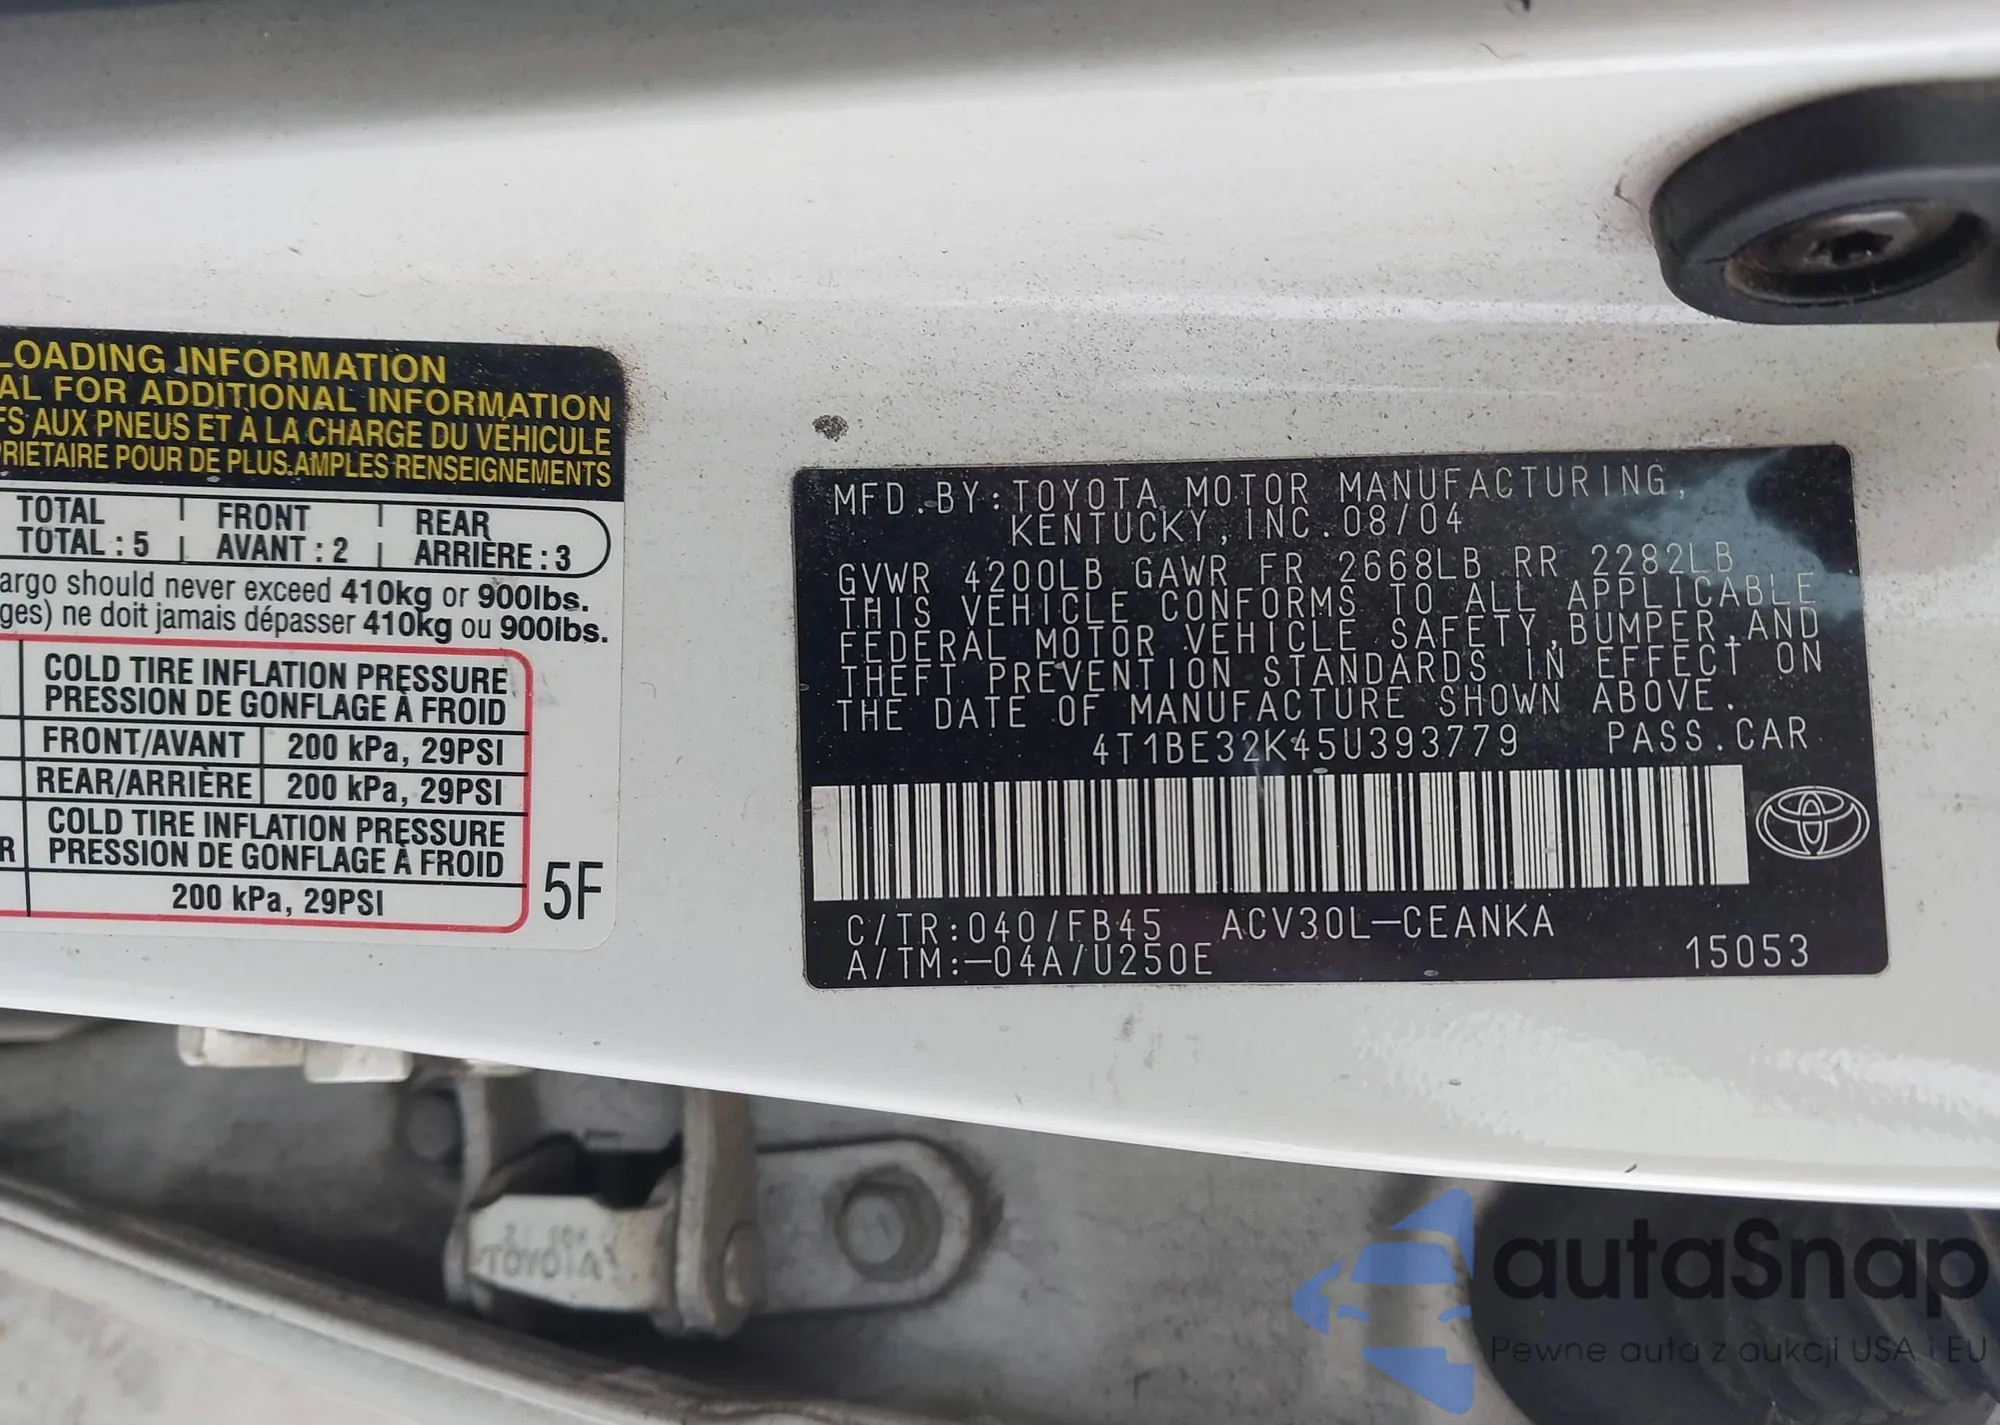 LOADING INFORMATION
AL FOR ADDITIONAL INFORMATION
FS AUX PNEUS ET À LA CHARGE DU VÉHICULE
PRIETAIRE POUR DE PLUS AMPLES RENSEIGNEMENTS
TOTAL FRONT REAR
TOTAL : 5 AVANT : 2 ARRIÈRE : 3
argo should never exceed 410kg or 900lbs.
ges) ne doit jamais dépasser 410kg ou 900lbs.
COLD TIRE INFLATION PRESSURE
PRESSION DE GONFLAGE À FROID
FRONT/AVANT 200 kPa, 29PSI
REAR/ARRIÈRE 200 kPa, 29PSI
COLD TIRE INFLATION PRESSURE
R PRESSION DE GONFLAGE À FROID
200 kPa, 29PSI
5F
MFD.BY:TOYOTA MOTOR MANUFACTURING,
KENTUCKY,INC.08/04
GVWR 4200LB GAWR FR 2668LB RR 2282LB
THIS VEHICLE CONFORMS TO ALL APPLICABLE
FEDERAL MOTOR VEHICLE SAFETY,BUMPER,AND
THEFT PREVENTION STANDARDS IN EFFECT ON
THE DATE OF MANUFACTURE SHOWN ABOVE.
4T1BE32K45U393779 PASS.CAR
C/TR:040/FB45 ACV30L-CEANKA
A/TM:-04A/U250E
15053
TOYOTA
autaSnap
Pewne auta z aukcji USA i EU